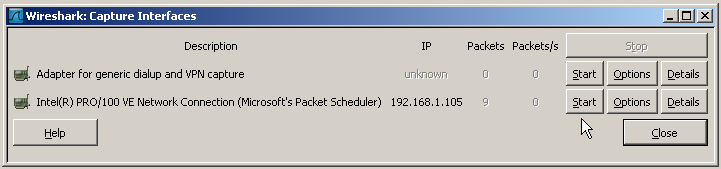 Wireshark: Capture Interfaces
Description IP Packets Packets/s Stop
Adapter for generic dialup and VPN capture unknown 0 0 Start Options Details
Intel(R) PRO/100 VE Network Connection (Microsoft's Packet Scheduler) 192.168.1.105 9 0 Start Options Details
Help Close